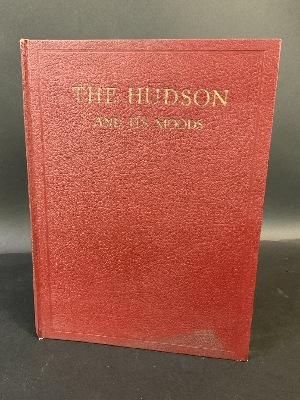 THE HUDSON
AND ITS MOODS